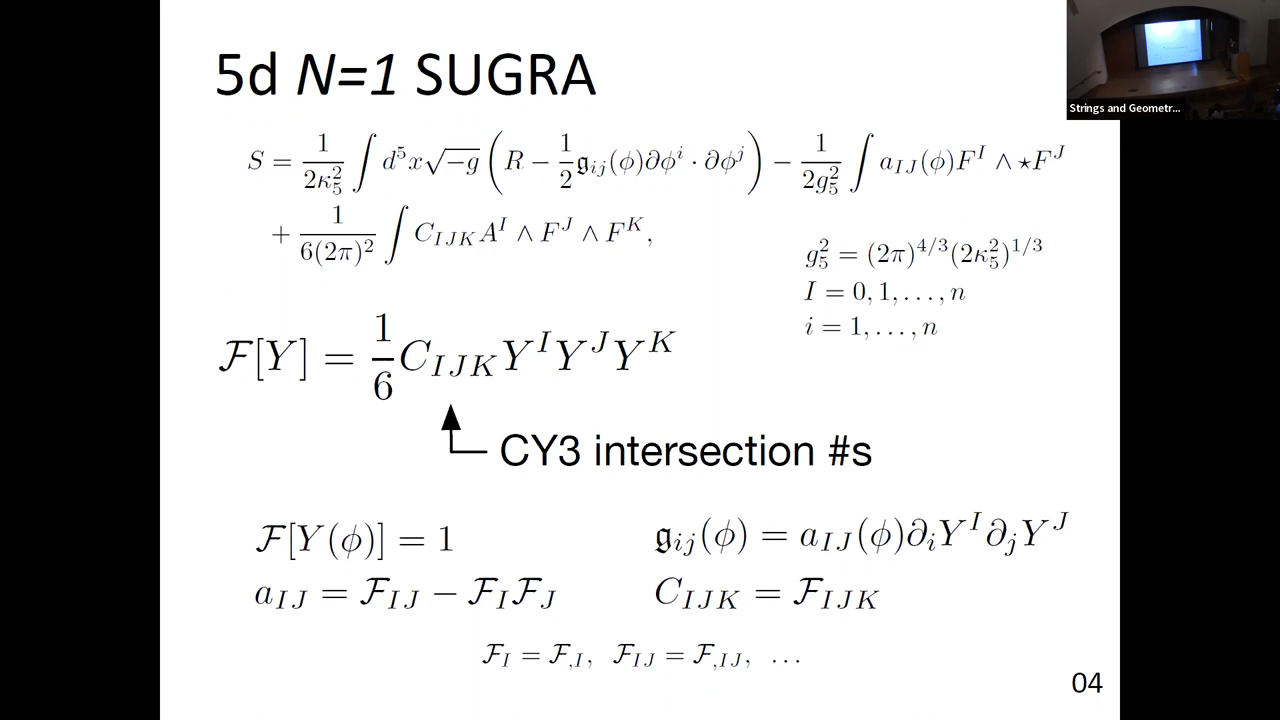 5d N=1 SUGRA
Strings and Geometr...
S = \frac{1}{2\kappa_5^2} \int d^5x \sqrt{-g} \left( R - \frac{1}{2} \mathfrak{g}_{ij}(\phi) \partial\phi^i \cdot \partial\phi^j \right) - \frac{1}{2g_5^2} \int a_{IJ}(\phi) F^I \wedge \star F^J
+ \frac{1}{6(2\pi)^2} \int C_{IJK} A^I \wedge F^J \wedge F^K,
g_5^2 = (2\pi)^{4/3} (2\kappa_5^2)^{1/3}
I = 0, 1, \ldots, n
i = 1, \ldots, n
\mathcal{F}[Y] = \frac{1}{6} C_{IJK} Y^I Y^J Y^K
CY3 intersection #s
\mathcal{F}[Y(\phi)] = 1
\mathfrak{g}_{ij}(\phi) = a_{IJ}(\phi) \partial_i Y^I \partial_j Y^J
a_{IJ} = \mathcal{F}_{IJ} - \mathcal{F}_I \mathcal{F}_J
C_{IJK} = \mathcal{F}_{IJK}
\mathcal{F}_I = \mathcal{F}_{,I}, \mathcal{F}_{IJ} = \mathcal{F}_{,IJ}, \ldots
04